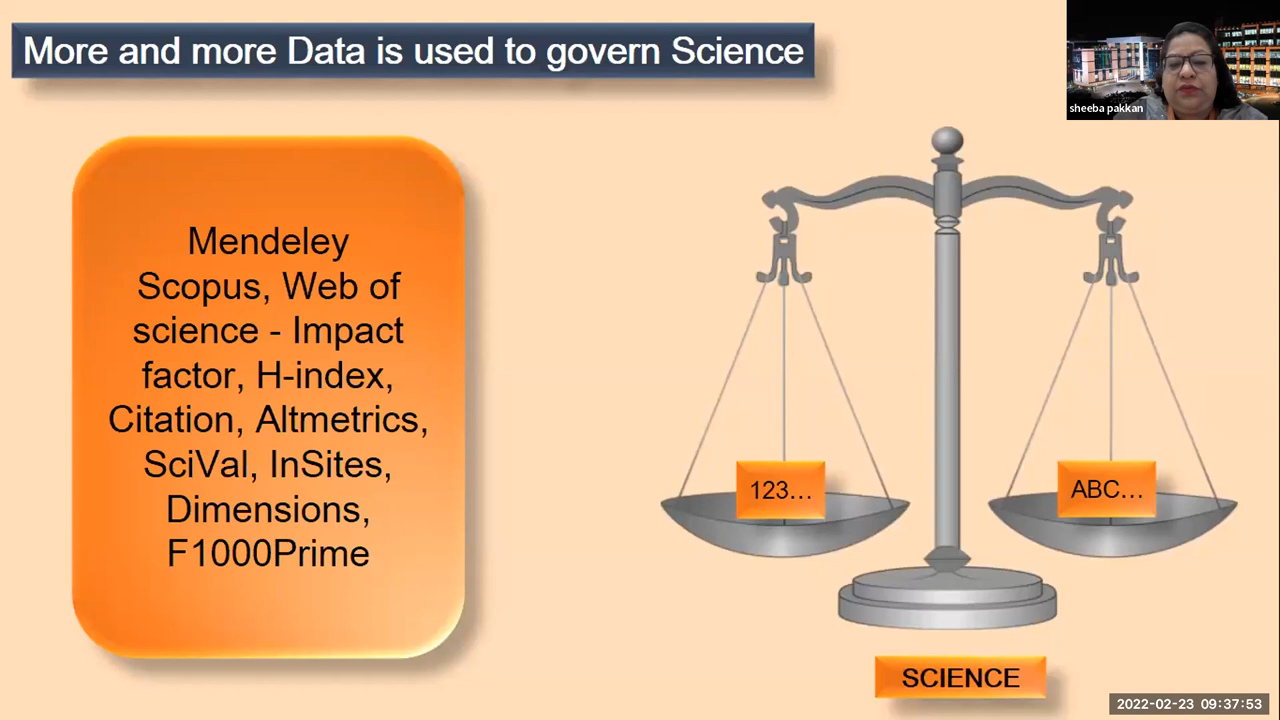 More and more Data is used to govern Science
sheeba pakkan
Mendeley
Scopus, Web of
science - Impact
factor, H-index,
Citation, Altmetrics,
SciVal, InSites,
Dimensions,
F1000Prime
123...
ABC...
SCIENCE
2022-02-23 09:37:53